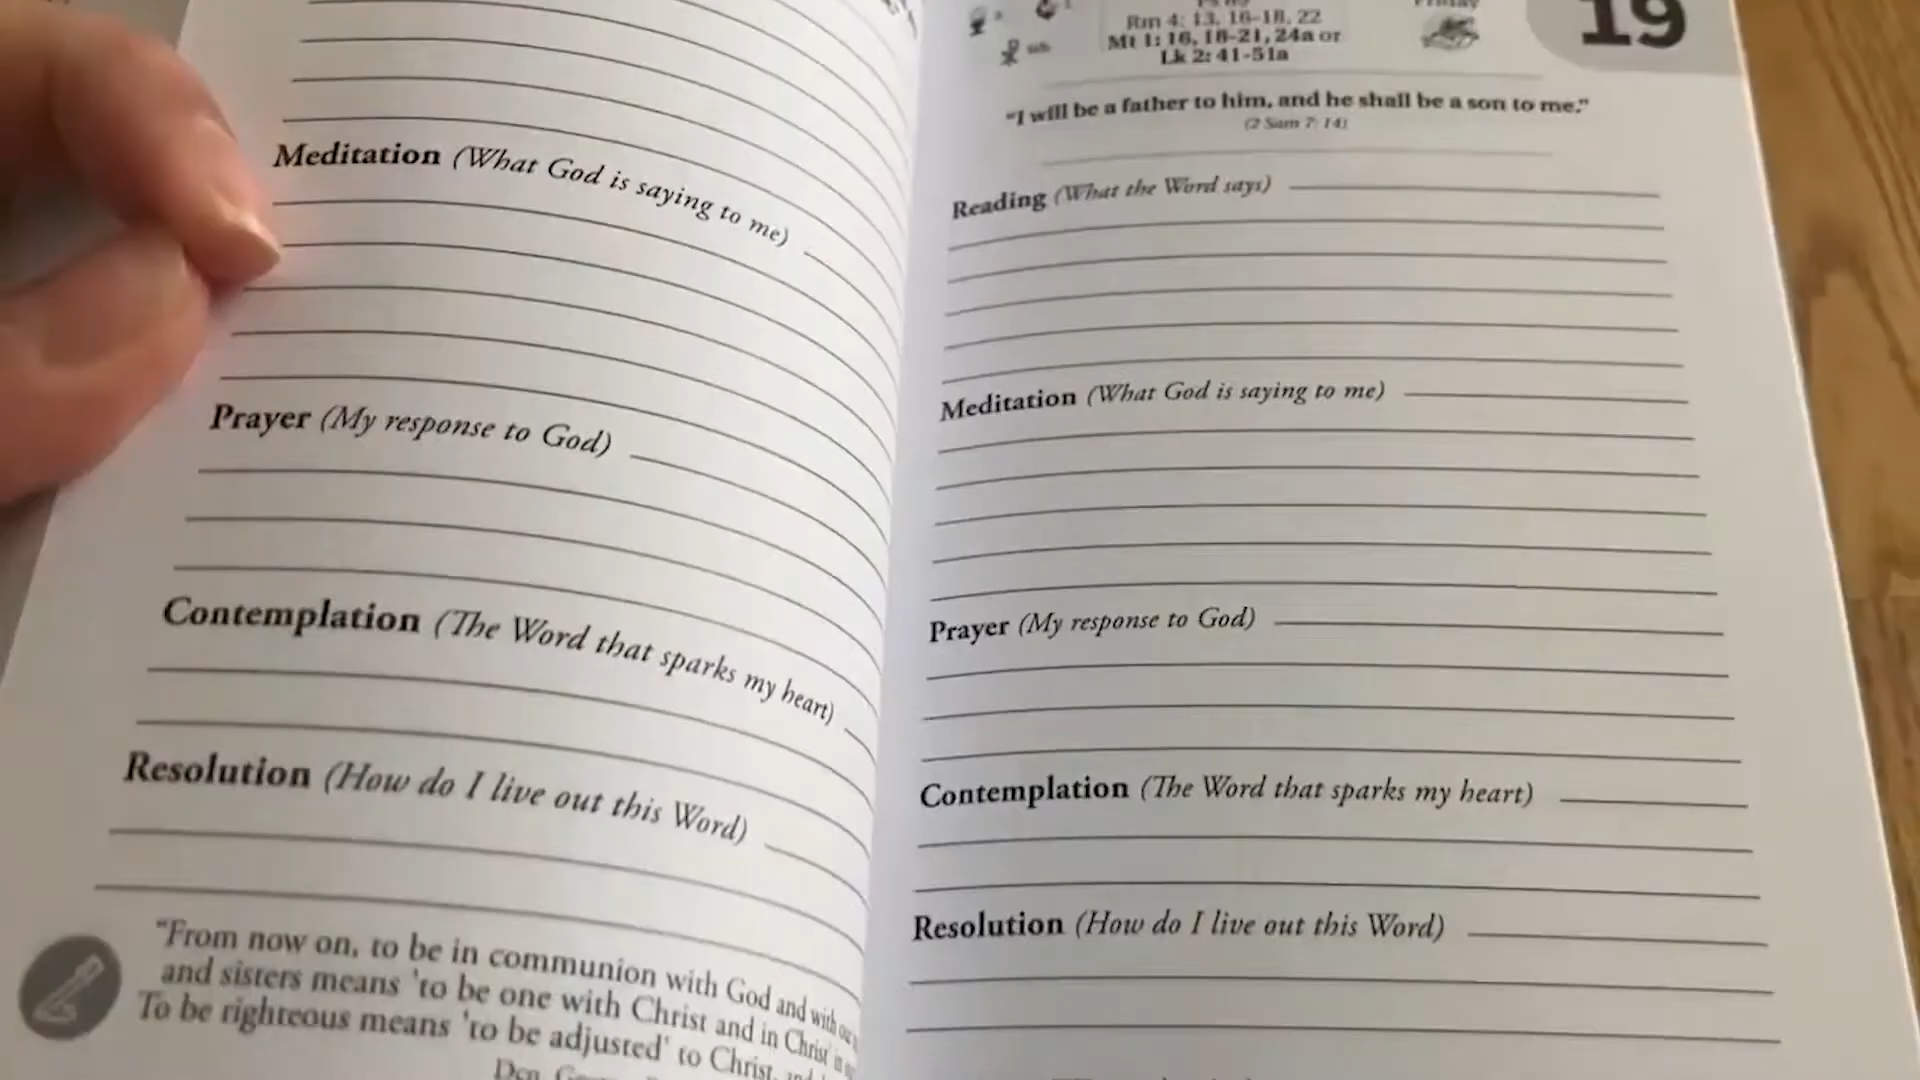 Meditation (What God is saying to me)
Prayer (My response to God)
Contemplation (The Word that sparks my heart)
Resolution (How do I live out this Word)
"From now on, to be in communion with God and with our
and sisters means 'to be one with Christ and in Christ'
To be righteous means 'to be adjusted' to Christ,
Rm 4: 13, 16-18, 22
Mt 1: 16, 18-21, 24a or
Lk 2: 41-51a
Friday
19
"I will be a father to him, and he shall be a son to me."
(2 Sam 7: 14)
Reading (What the Word says)
Meditation (What God is saying to me)
Prayer (My response to God)
Contemplation (The Word that sparks my heart)
Resolution (How do I live out this Word)